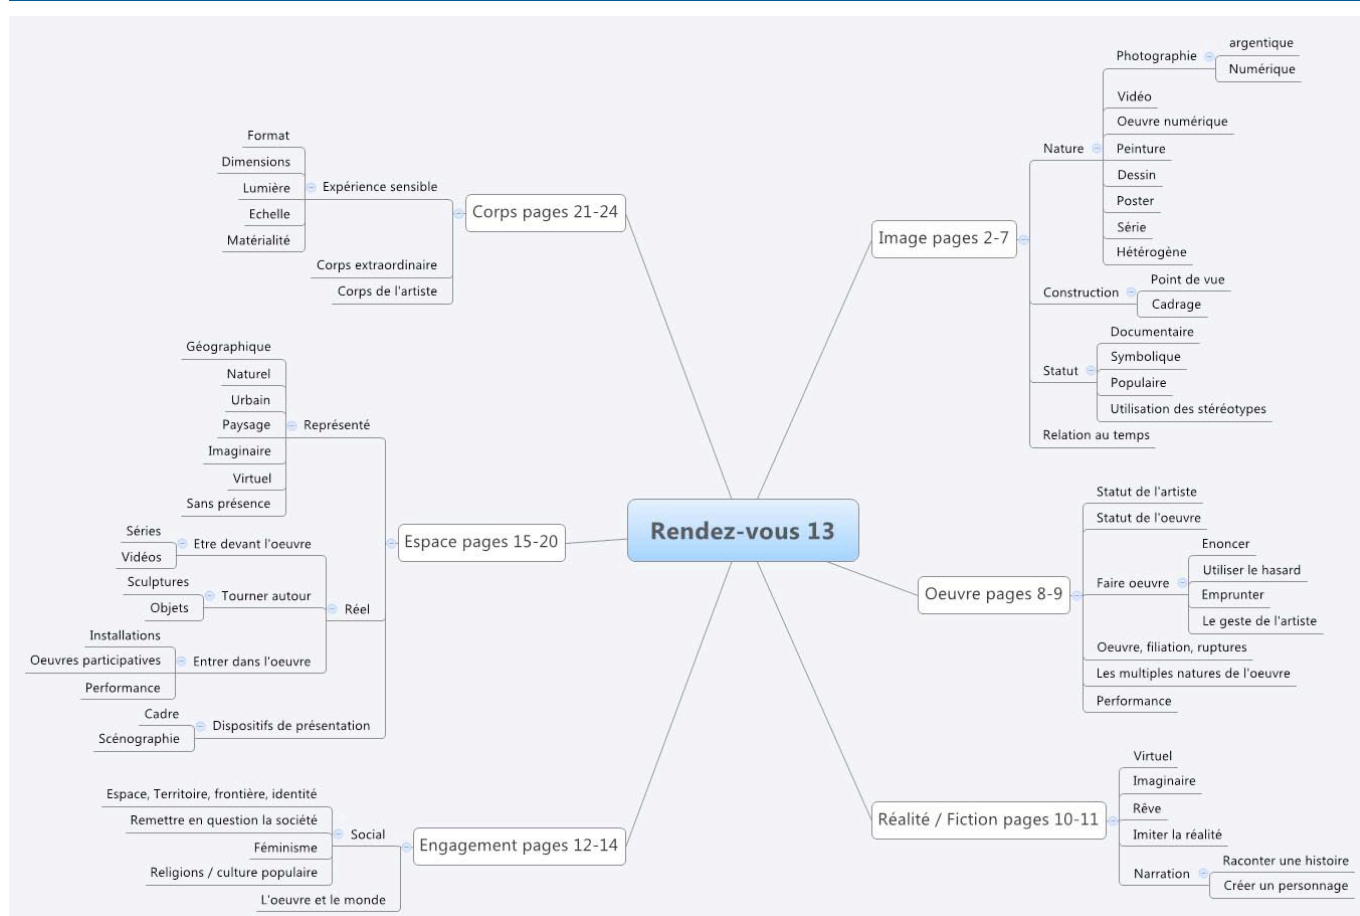 Rendez-vous 13
Image pages 2-7
Nature
Photographie
argentique
Numérique
Vidéo
Oeuvre numérique
Peinture
Dessin
Poster
Série
Hétérogène
Construction
Point de vue
Cadrage
Statut
Documentaire
Symbolique
Populaire
Utilisation des stéréotypes
Relation au temps
Oeuvre pages 8-9
Statut de l'artiste
Statut de l'oeuvre
Faire oeuvre
Enoncer
Utiliser le hasard
Emprunter
Le geste de l'artiste
Oeuvre, filiation, ruptures
Les multiples natures de l'oeuvre
Performance
Réalité / Fiction pages 10-11
Virtuel
Imaginaire
Rêve
Imiter la réalité
Narration
Raconter une histoire
Créer un personnage
Engagement pages 12-14
Social
Espace, Territoire, frontière, identité
Remettre en question la société
Féminisme
Religions / culture populaire
L'oeuvre et le monde
Espace pages 15-20
Représenté
Géographique
Naturel
Urbain
Paysage
Imaginaire
Virtuel
Sans présence
Réel
Etre devant l'oeuvre
Séries
Vidéos
Tourner autour
Sculptures
Objets
Entrer dans l'oeuvre
Installations
Oeuvres participatives
Performance
Dispositifs de présentation
Cadre
Scénographie
Corps pages 21-24
Expérience sensible
Format
Dimensions
Lumière
Echelle
Matérialité
Corps extraordinaire
Corps de l'artiste